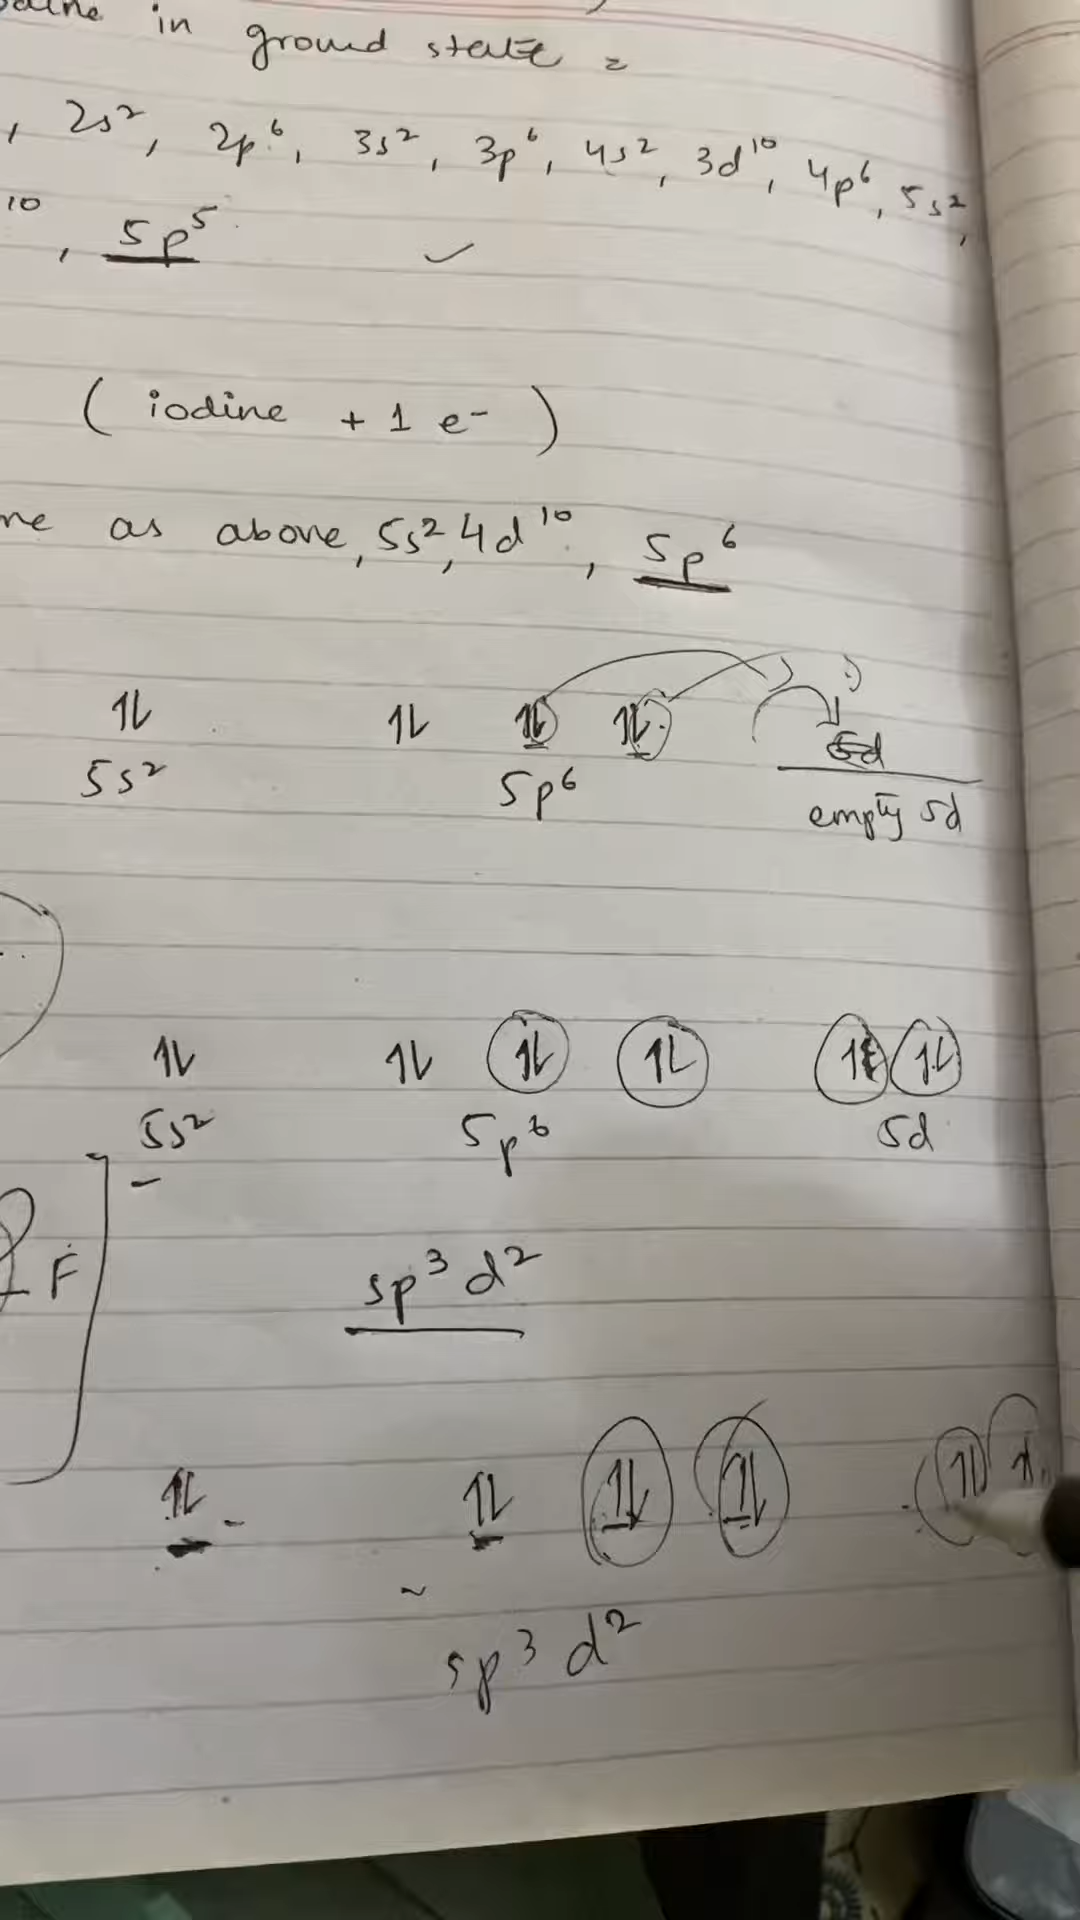 in ground state =
, 2s², 2p⁶, 3s², 3p⁶, 4s², 3d¹⁰, 4p⁶, 5s²,
10, 5p⁵ ✓
( iodine + 1 e⁻ )
as above, 5s², 4d¹⁰, 5p⁶
⥮ ⥮ ⥮ ⥮ 5d
5s² 5p⁶ empty 5d
⥮ ⥮ ⥮ ⥮ ⥮ ⥮
5s² 5p⁶ 5d
F ] −
sp³d²
⥮ ⥮ ⥮ ⥮ ⥮
sp³d²